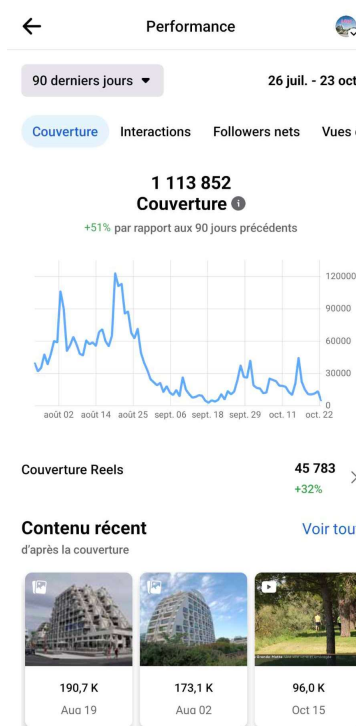 Performance
90 derniers jours
26 juil. - 23 oct
Couverture Interactions Followers nets Vues
1 113 852
Couverture
+51% par rapport aux 90 jours précédents
120000
90000
60000
30000
0
août 02 août 14 août 25 sept. 06 sept. 18 sept. 29 oct. 11 oct. 22
Couverture Reels
45 783
+32%
Contenu récent
Voir tout
d'après la couverture
190,7 K
173,1 K
96,0 K
Aug 19
Aug 02
Oct 15